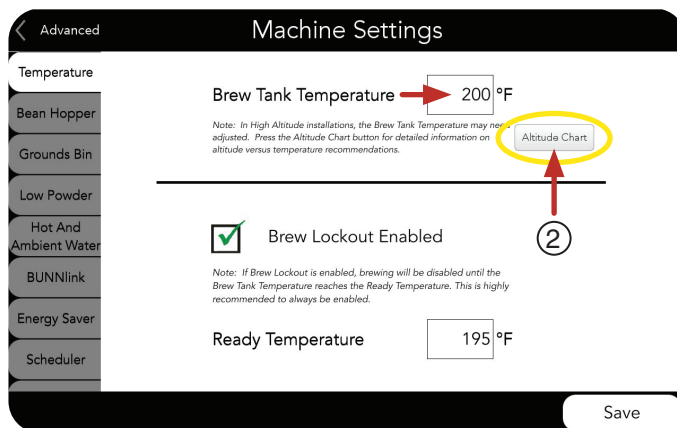 Advanced
Machine Settings
Temperature
Bean Hopper
Grounds Bin
Low Powder
Hot And
Ambient Water
BUNNlink
Energy Saver
Scheduler
Brew Tank Temperature 200 °F
Note: In High Altitude installations, the Brew Tank Temperature may need
adjusted. Press the Altitude Chart button for detailed information on
altitude versus temperature recommendations.
Altitude Chart
2
Brew Lockout Enabled
Note: If Brew Lockout is enabled, brewing will be disabled until the
Brew Tank Temperature reaches the Ready Temperature. This is highly
recommended to always be enabled.
Ready Temperature 195 °F
Save